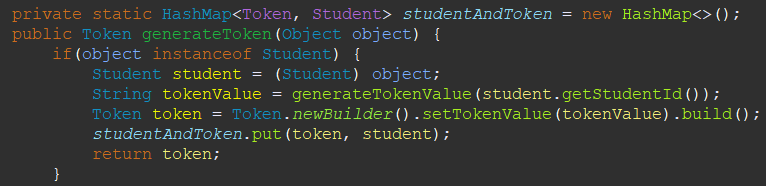 private static HashMap<Token, Student> studentAndToken = new HashMap<>();
public Token generateToken(Object object) {
if(object instanceof Student) {
Student student = (Student) object;
String tokenValue = generateTokenValue(student.getStudentId());
Token token = Token.newBuilder().setTokenValue(tokenValue).build();
studentAndToken.put(token, student);
return token;
}